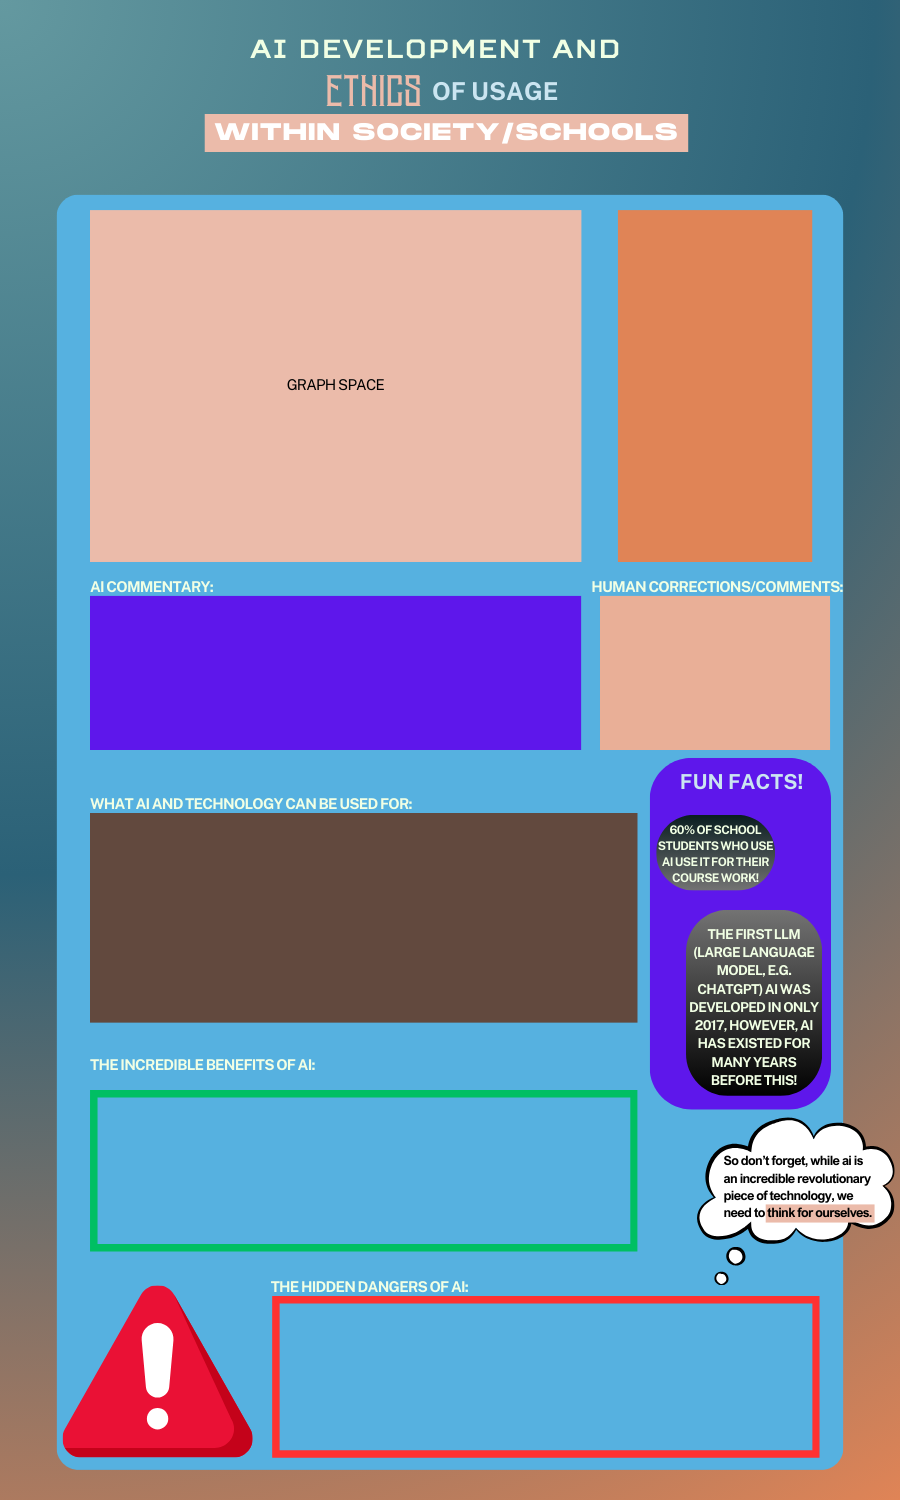 AI DEVELOPMENT AND
ETHICS OF USAGE
WITHIN SOCIETY/SCHOOLS
GRAPH SPACE
AI COMMENTARY:
HUMAN CORRECTIONS/COMMENTS:
WHAT AI AND TECHNOLOGY CAN BE USED FOR:
FUN FACTS!
60% OF SCHOOL
STUDENTS WHO USE
AI USE IT FOR THEIR
COURSE WORK!
THE FIRST LLM
(LARGE LANGUAGE
MODEL, E.G.
CHATGPT) AI WAS
DEVELOPED IN ONLY
2017, HOWEVER, AI
HAS EXISTED FOR
MANY YEARS
BEFORE THIS!
THE INCREDIBLE BENEFITS OF AI:
So don't forget, while ai is
an incredible revolutionary
piece of technology, we
need to think for ourselves.
THE HIDDEN DANGERS OF AI: